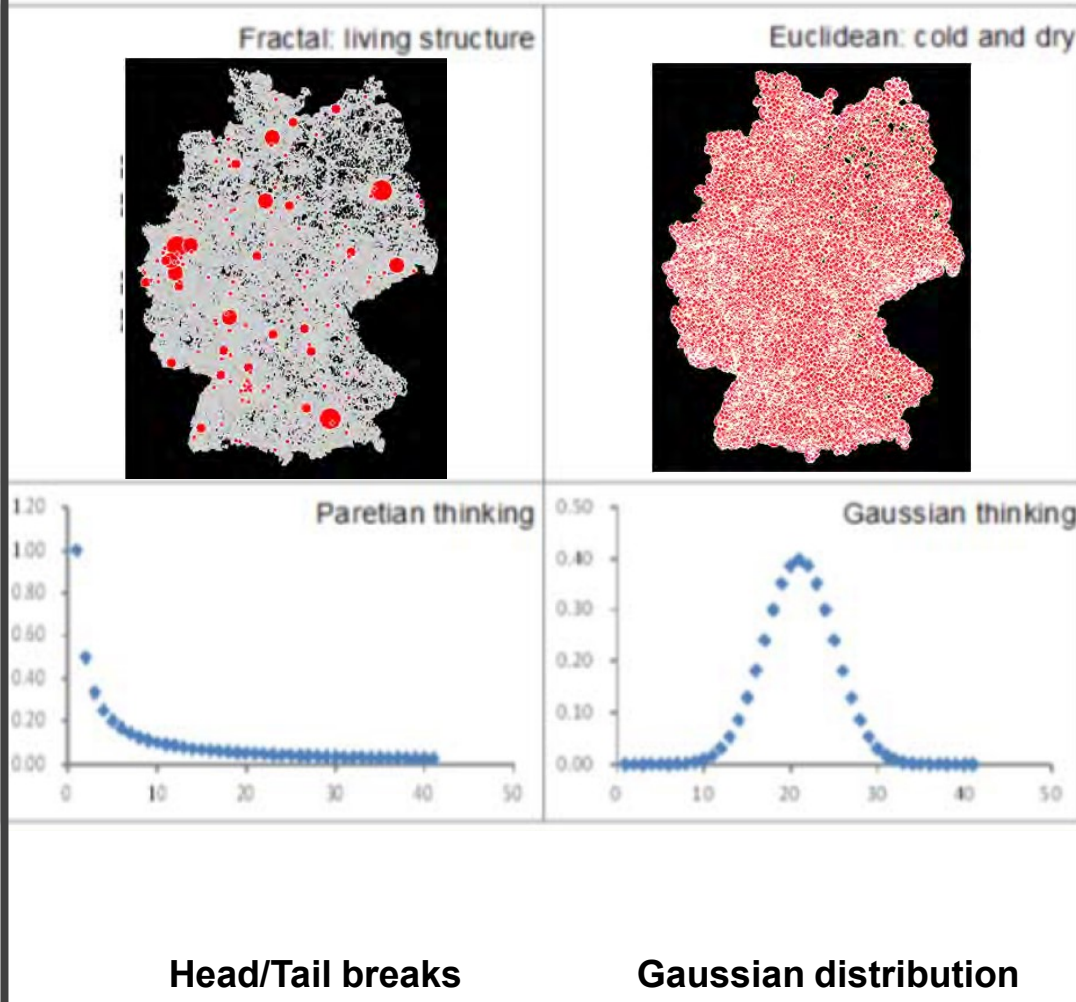 Fractal: living structure
Euclidean: cold and dry
Paretian thinking
1.20
1.00
0.80
0.60
0.40
0.20
0.00
0 10 20 30 40 50
Gaussian thinking
0.50
0.40
0.30
0.20
0.10
0.00
0 10 20 30 40 50
Head/Tail breaks
Gaussian distribution